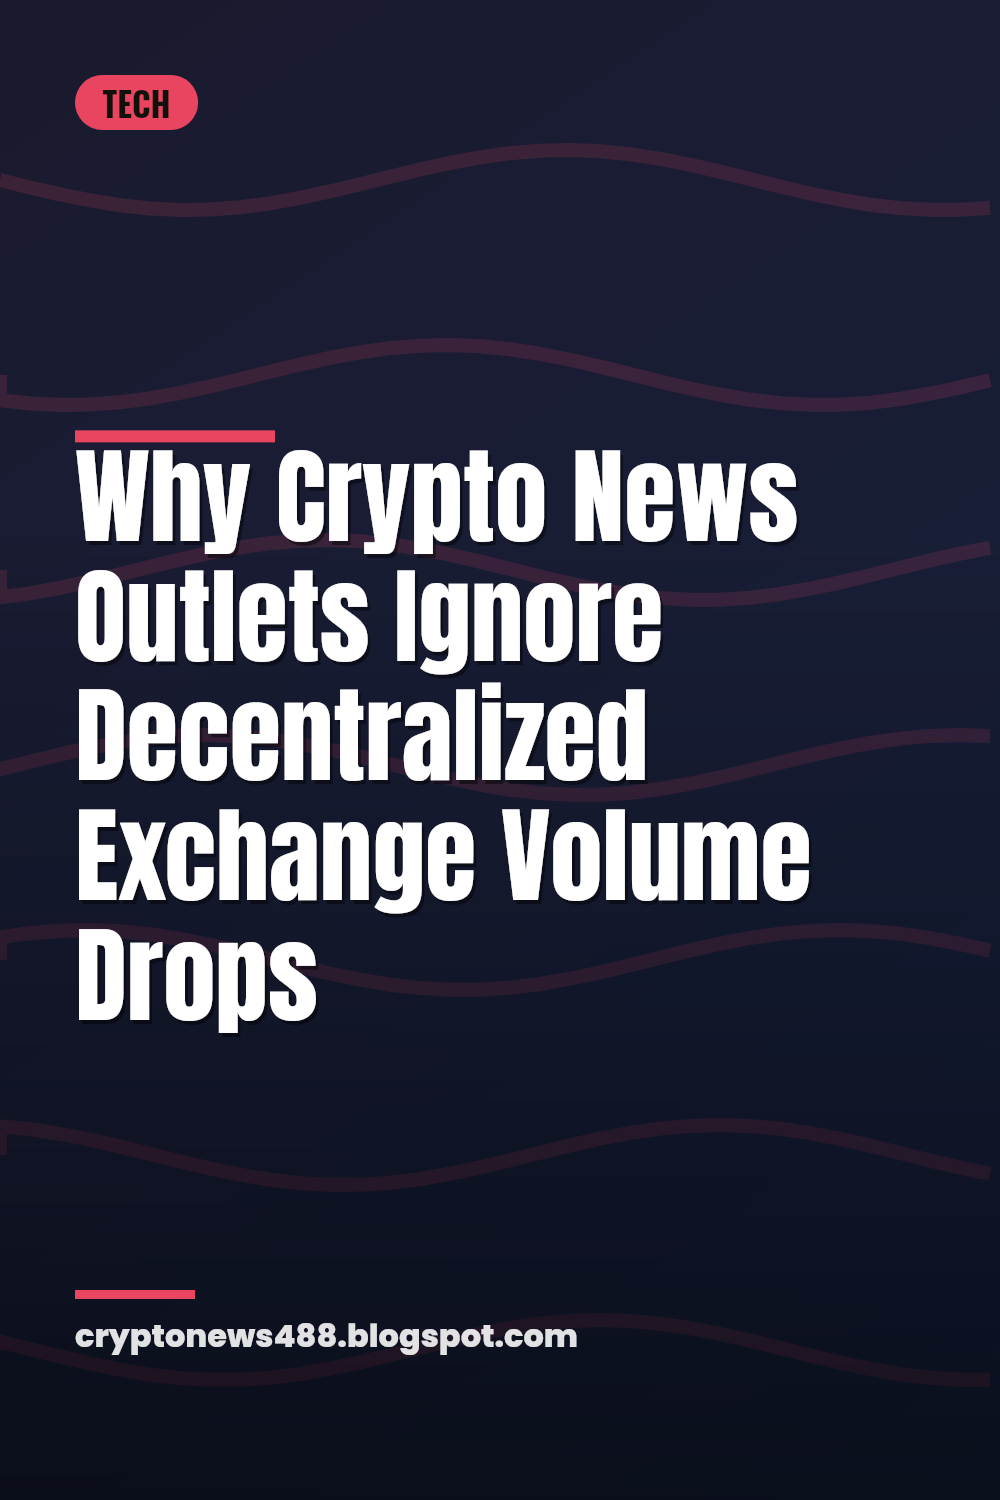 TECH
Why Crypto News
Outlets Ignore
Decentralized
Exchange Volume
Drops
cryptonews488.blogspot.com